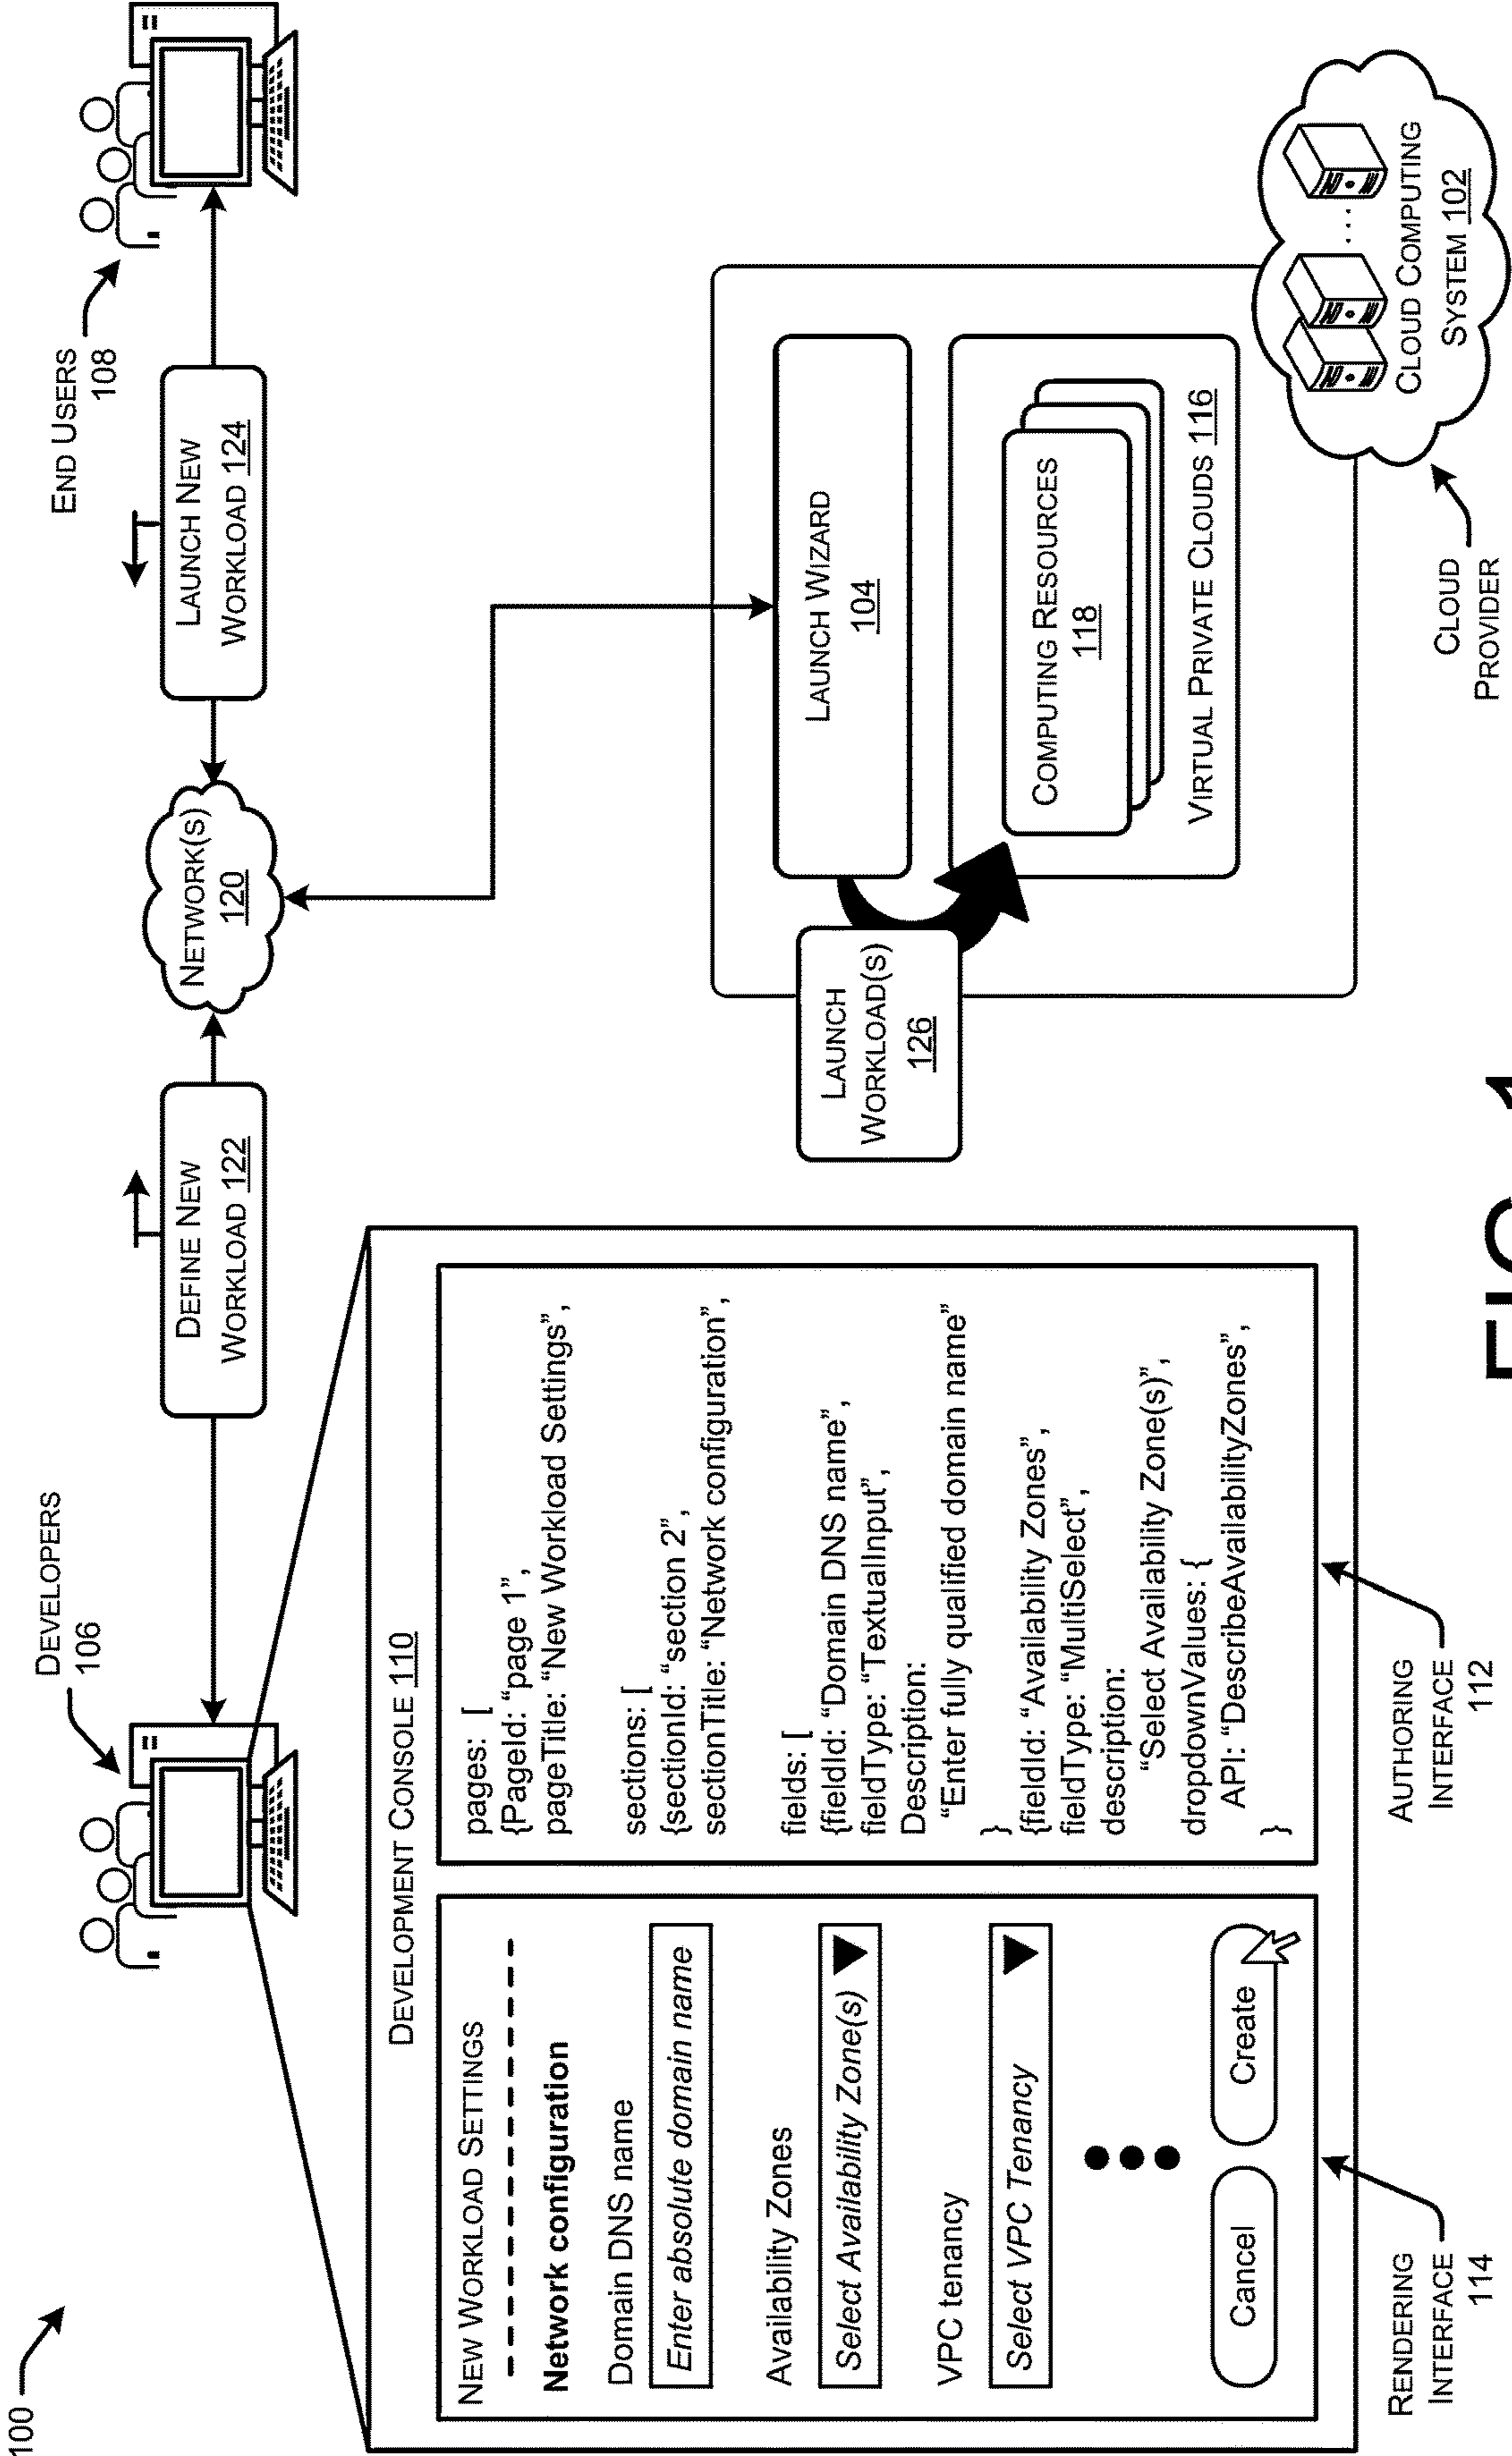 100
DEVELOPERS
106
END USERS
108
DEFINE NEW
WORKLOAD 122
NETWORK(S)
120
LAUNCH NEW
WORKLOAD 124
DEVELOPMENT CONSOLE 110
NEW WORKLOAD SETTINGS
Network configuration
Domain DNS name
Enter absolute domain name
Availability Zones
Select Availability Zone(s)
VPC tenancy
Select VPC Tenancy
Cancel
Create
RENDERING
INTERFACE
114
pages: [
{PageId: “page 1”,
pageTitle: “New Workload Settings”,
sections: [
{sectionId: “section 2”,
sectionTitle: “Network configuration”,
fields: [
{fieldId: “Domain DNS name”,
fieldType: “TextualInput”,
Description:
“Enter fully qualified domain name”
}
{fieldId: “Availability Zones”,
fieldType: “MultiSelect”,
description:
“Select Availability Zone(s)”,
dropdownValues: {
API: “DescribeAvailabilityZones”,
}
AUTHORING
INTERFACE
112
LAUNCH
WORKLOAD(S)
126
LAUNCH WIZARD
104
COMPUTING RESOURCES
118
VIRTUAL PRIVATE CLOUDS 116
CLOUD COMPUTING
SYSTEM 102
CLOUD
PROVIDER